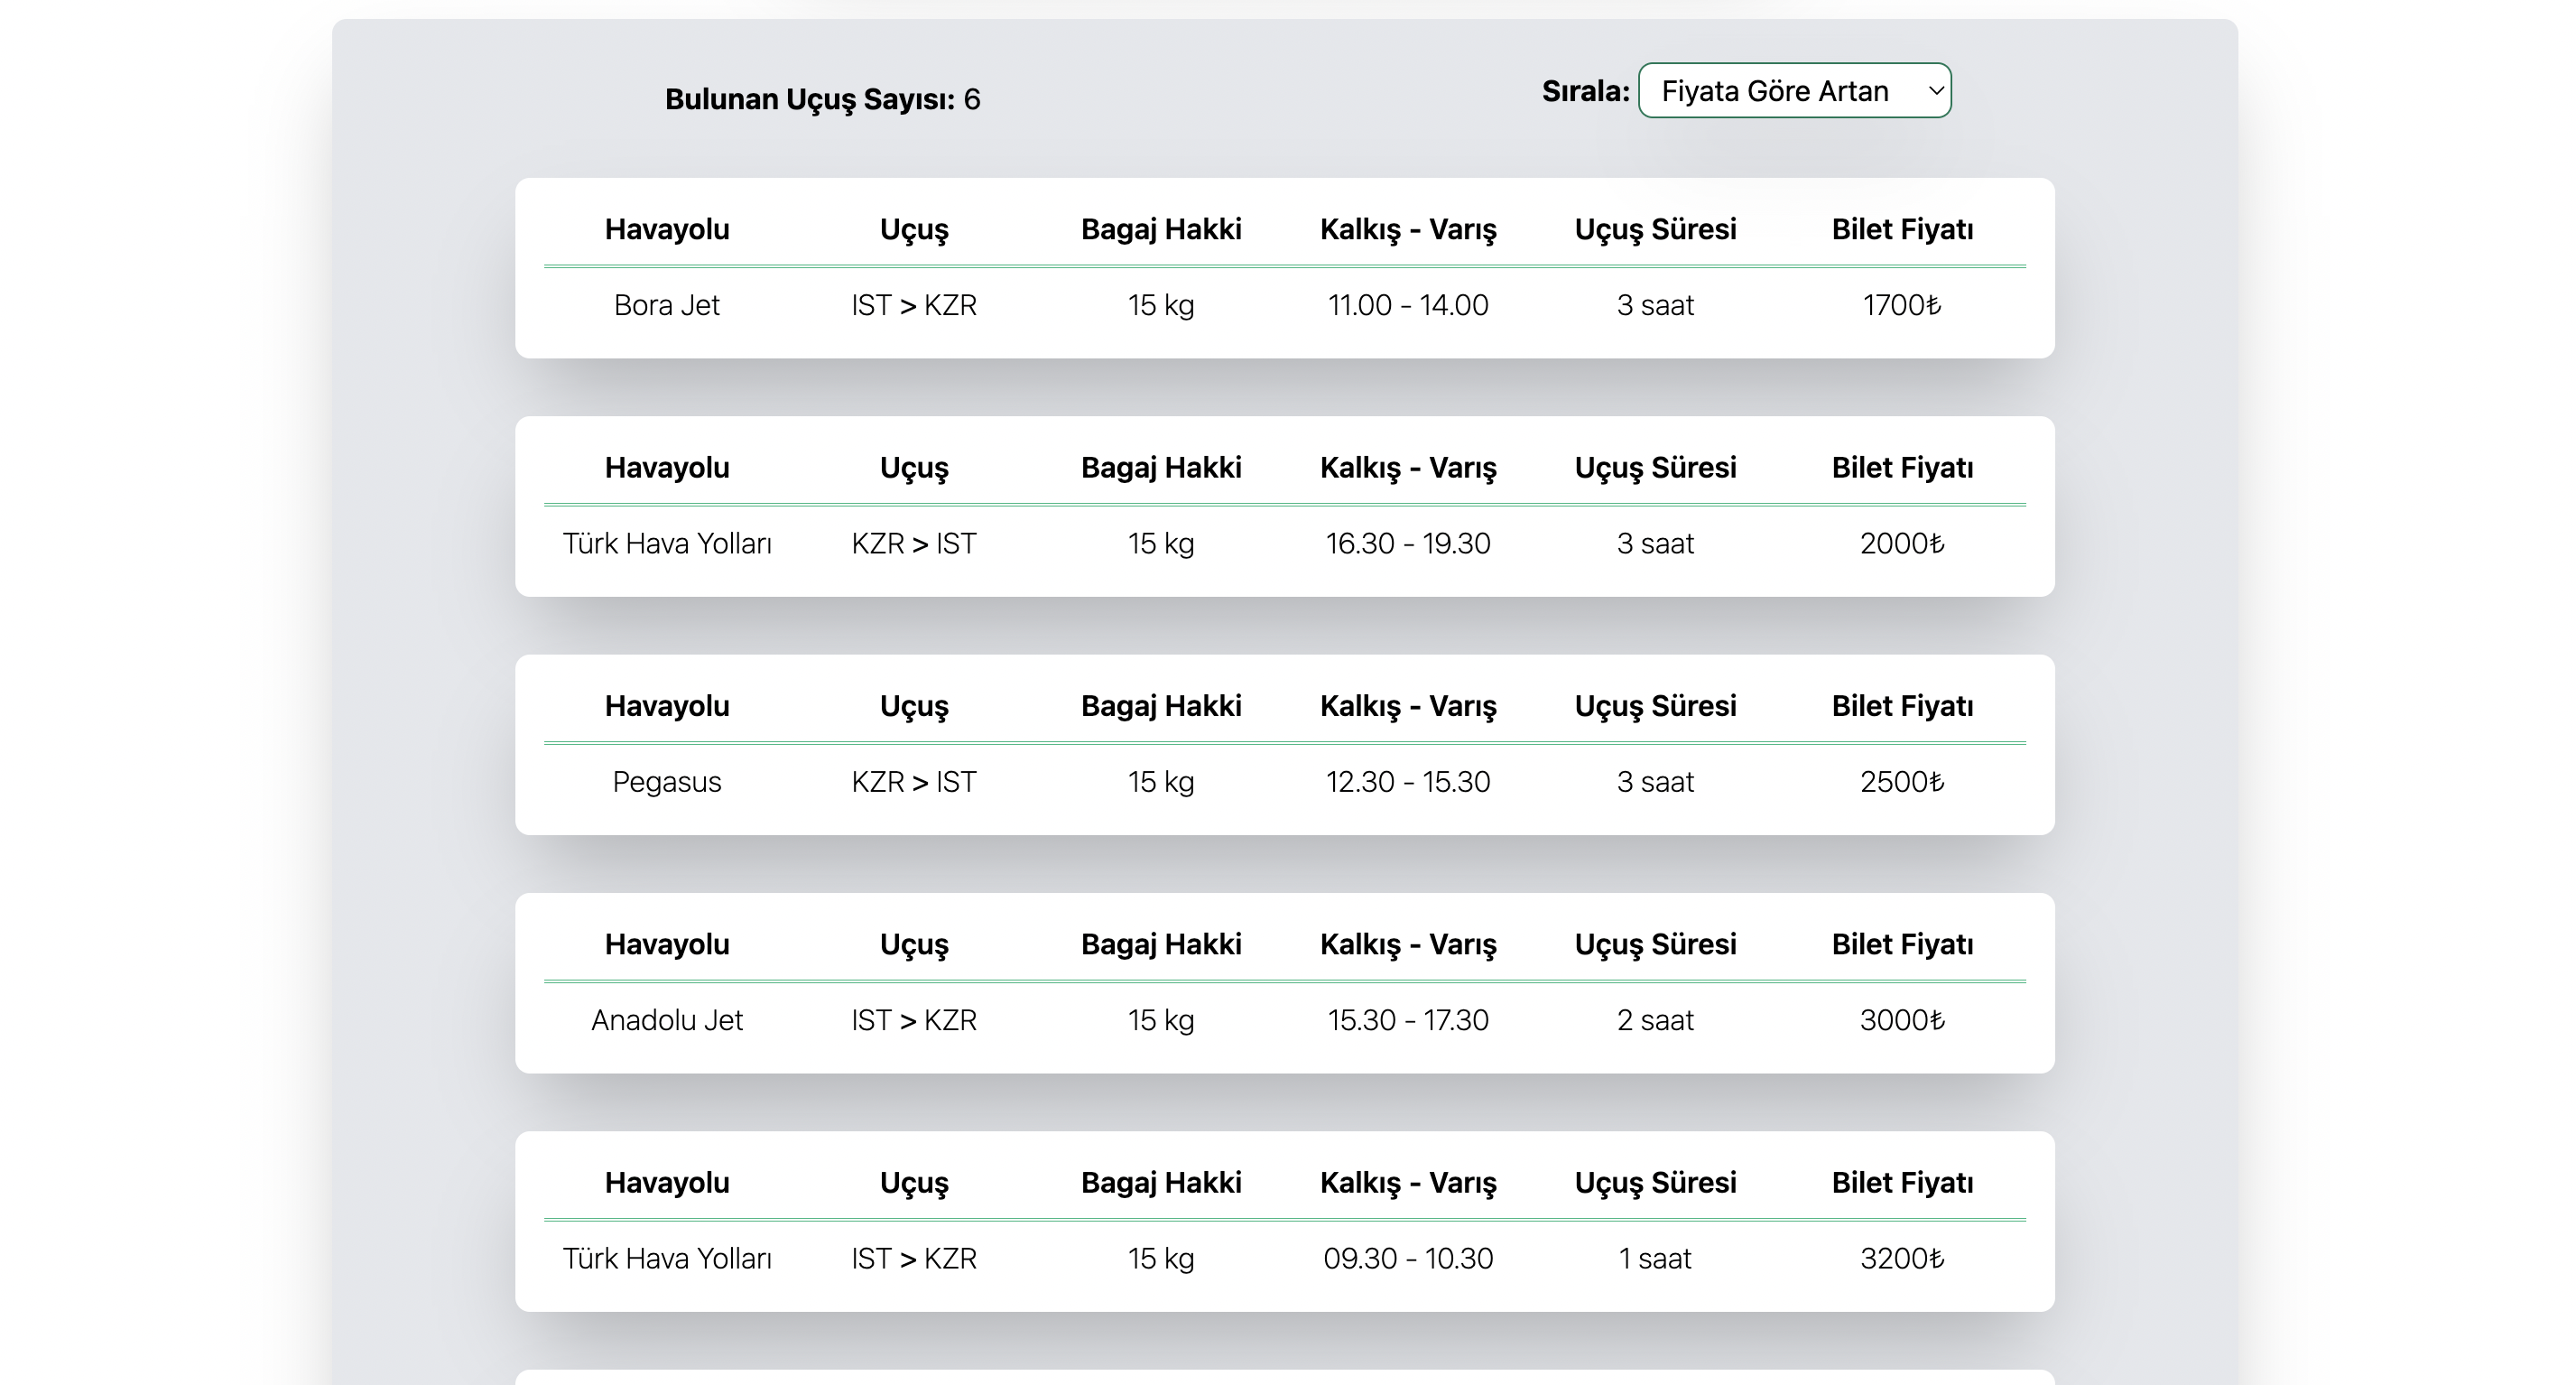 Bulunan Uçuş Sayısı: 6
Sırala: Fiyata Göre Artan
Havayolu Uçuş Bagaj Hakki Kalkış - Varış Uçuş Süresi Bilet Fiyatı
Bora Jet IST > KZR 15 kg 11.00 - 14.00 3 saat 1700₺
Havayolu Uçuş Bagaj Hakki Kalkış - Varış Uçuş Süresi Bilet Fiyatı
Türk Hava Yolları KZR > IST 15 kg 16.30 - 19.30 3 saat 2000₺
Havayolu Uçuş Bagaj Hakki Kalkış - Varış Uçuş Süresi Bilet Fiyatı
Pegasus KZR > IST 15 kg 12.30 - 15.30 3 saat 2500₺
Havayolu Uçuş Bagaj Hakki Kalkış - Varış Uçuş Süresi Bilet Fiyatı
Anadolu Jet IST > KZR 15 kg 15.30 - 17.30 2 saat 3000₺
Havayolu Uçuş Bagaj Hakki Kalkış - Varış Uçuş Süresi Bilet Fiyatı
Türk Hava Yolları IST > KZR 15 kg 09.30 - 10.30 1 saat 3200₺